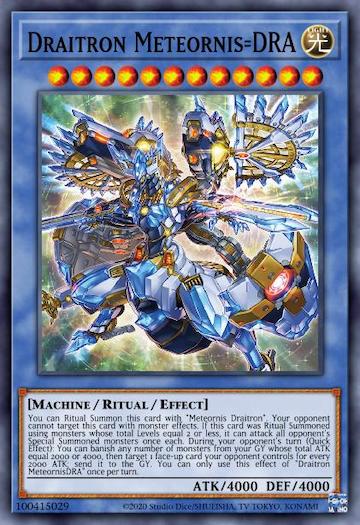 Draitron Meteornis=DRA
LIGHT
光
[Machine / Ritual / Effect]
You can Ritual Summon this card with "Meteornis Draitron". Your opponent
cannot target this card with monster effects. If this card was Ritual Summoned
using monsters whose total Levels equal 2 or less, it can attack all opponent's
Special Summoned monsters once each. During your opponent's turn (Quick
Effect): You can banish any number of monsters from your GY whose total ATK
equal 2000 or 4000, then target 1 face-up card your opponent controls for every
2000 ATK; send it to the GY. You can only use this effect of "Draitron
MeteornisDRA" once per turn.
ATK/4000 DEF/4000
100415029
©2020 Studio Dice/SHUEISHA, TV TOKYO, KONAMI